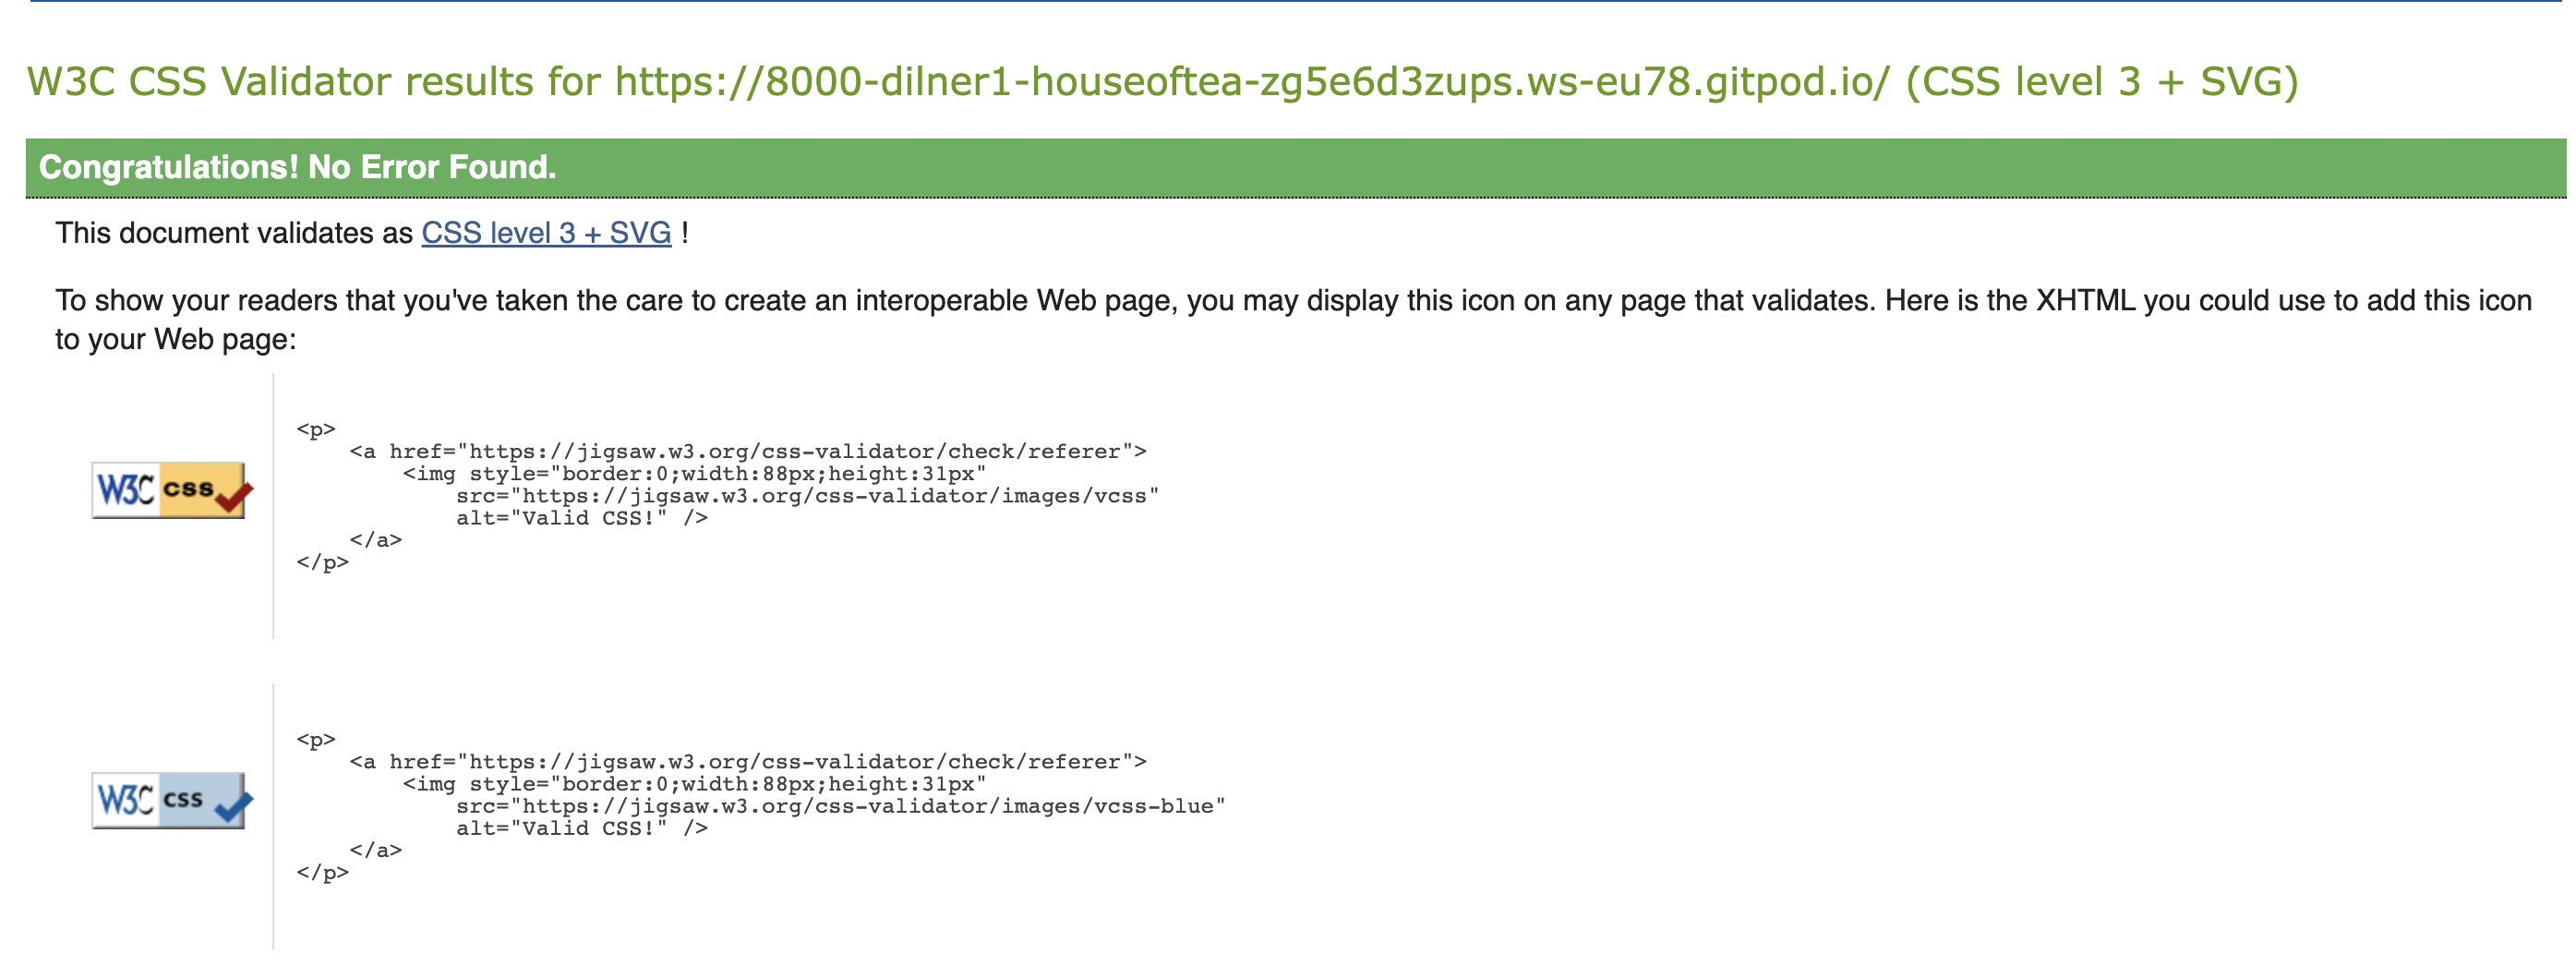 W3C CSS Validator results for https://8000-dilner1-houseoftea-zg5e6d3zups.ws-eu78.gitpod.io/ (CSS level 3 + SVG)
Congratulations! No Error Found.
This document validates as CSS level 3 + SVG !
To show your readers that you've taken the care to create an interoperable Web page, you may display this icon on any page that validates. Here is the XHTML you could use to add this icon
to your Web page:
W3C css
<p>
    <a href="https://jigsaw.w3.org/css-validator/check/referer">
        <img style="border:0;width:88px;height:31px"
            src="https://jigsaw.w3.org/css-validator/images/vcss"
            alt="Valid CSS!" />
    </a>
</p>
W3C css
<p>
    <a href="https://jigsaw.w3.org/css-validator/check/referer">
        <img style="border:0;width:88px;height:31px"
            src="https://jigsaw.w3.org/css-validator/images/vcss-blue"
            alt="Valid CSS!" />
    </a>
</p>